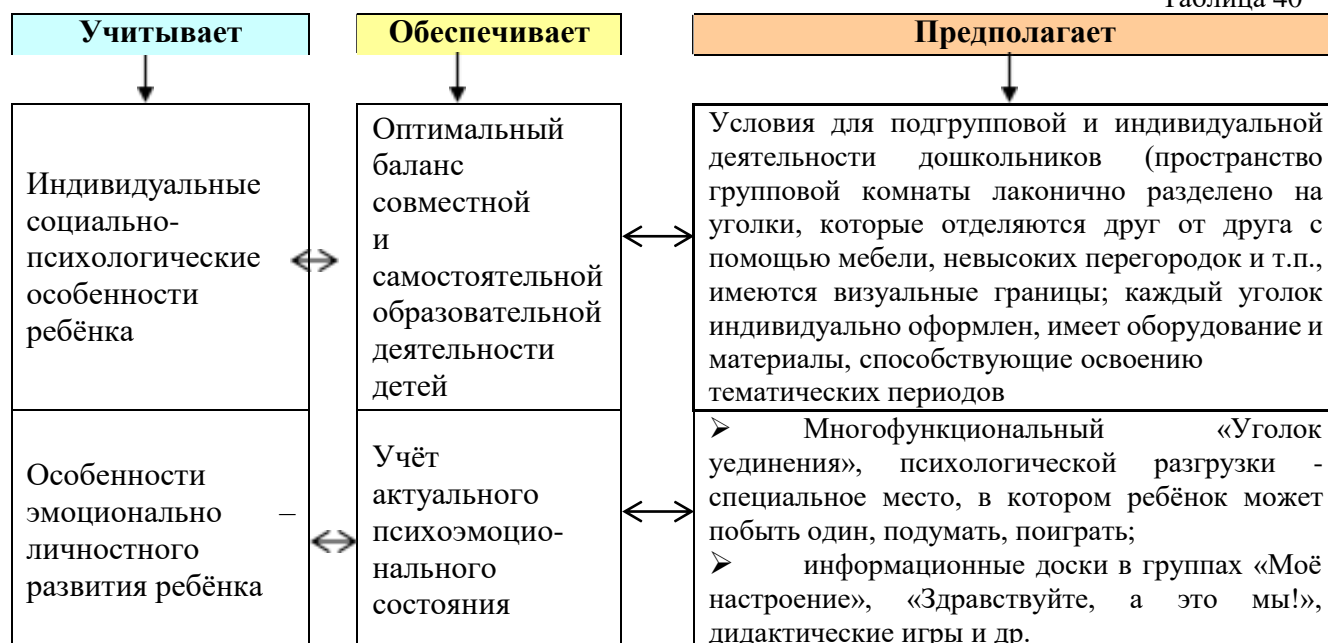 Таблица 40
Учитывает
Обеспечивает
Предполагает
Индивидуальные
социально-
психологические
особенности
ребёнка
Оптимальный
баланс
совместной
и
самостоятельной
образовательной
деятельности
детей
Условия для подгрупповой и индивидуальной
деятельности дошкольников (пространство
групповой комнаты лаконично разделено на
уголки, которые отделяются друг от друга с
помощью мебели, невысоких перегородок и т.п.,
имеются визуальные границы; каждый уголок
индивидуально оформлен, имеет оборудование и
материалы, способствующие освоению
тематических периодов
Особенности
эмоционально –
личностного
развития ребёнка
Учёт
актуального
психоэмоцио-
нального
состояния
➢ Многофункциональный «Уголок
уединения», психологической разгрузки -
специальное место, в котором ребёнок может
побыть один, подумать, поиграть;
➢ информационные доски в группах «Моё
настроение», «Здравствуйте, а это мы!»,
дидактические игры и др.